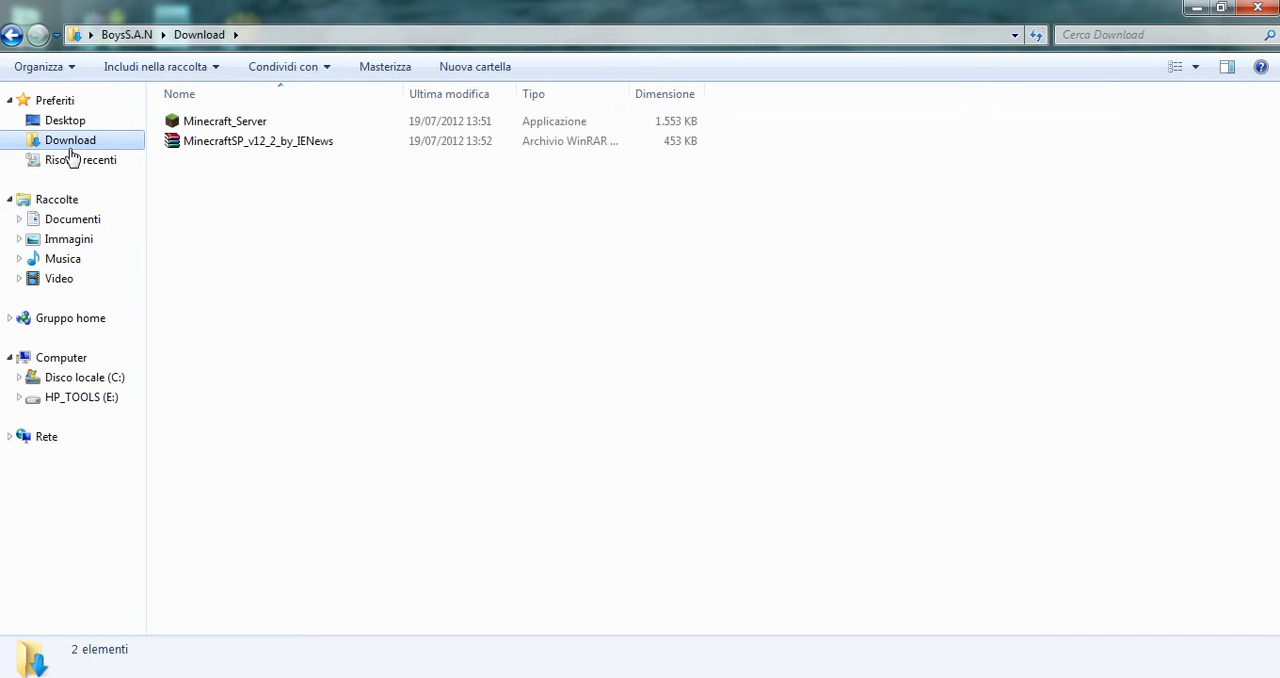 BoysS.A.N Download
Cerca Download
Organizza Includi nella raccolta Condividi con Masterizza Nuova cartella
Nome Ultima modifica Tipo Dimensione
Minecraft_Server 19/07/2012 13:51 Applicazione 1.553 KB
MinecraftSP_v12_2_by_IENews 19/07/2012 13:52 Archivio WinRAR ... 453 KB
Preferiti
Desktop
Download
recenti
Raccolte
Documenti
Immagini
Musica
Video
Gruppo home
Computer
Disco locale (C:)
HP_TOOLS (E:)
Rete
2 elementi